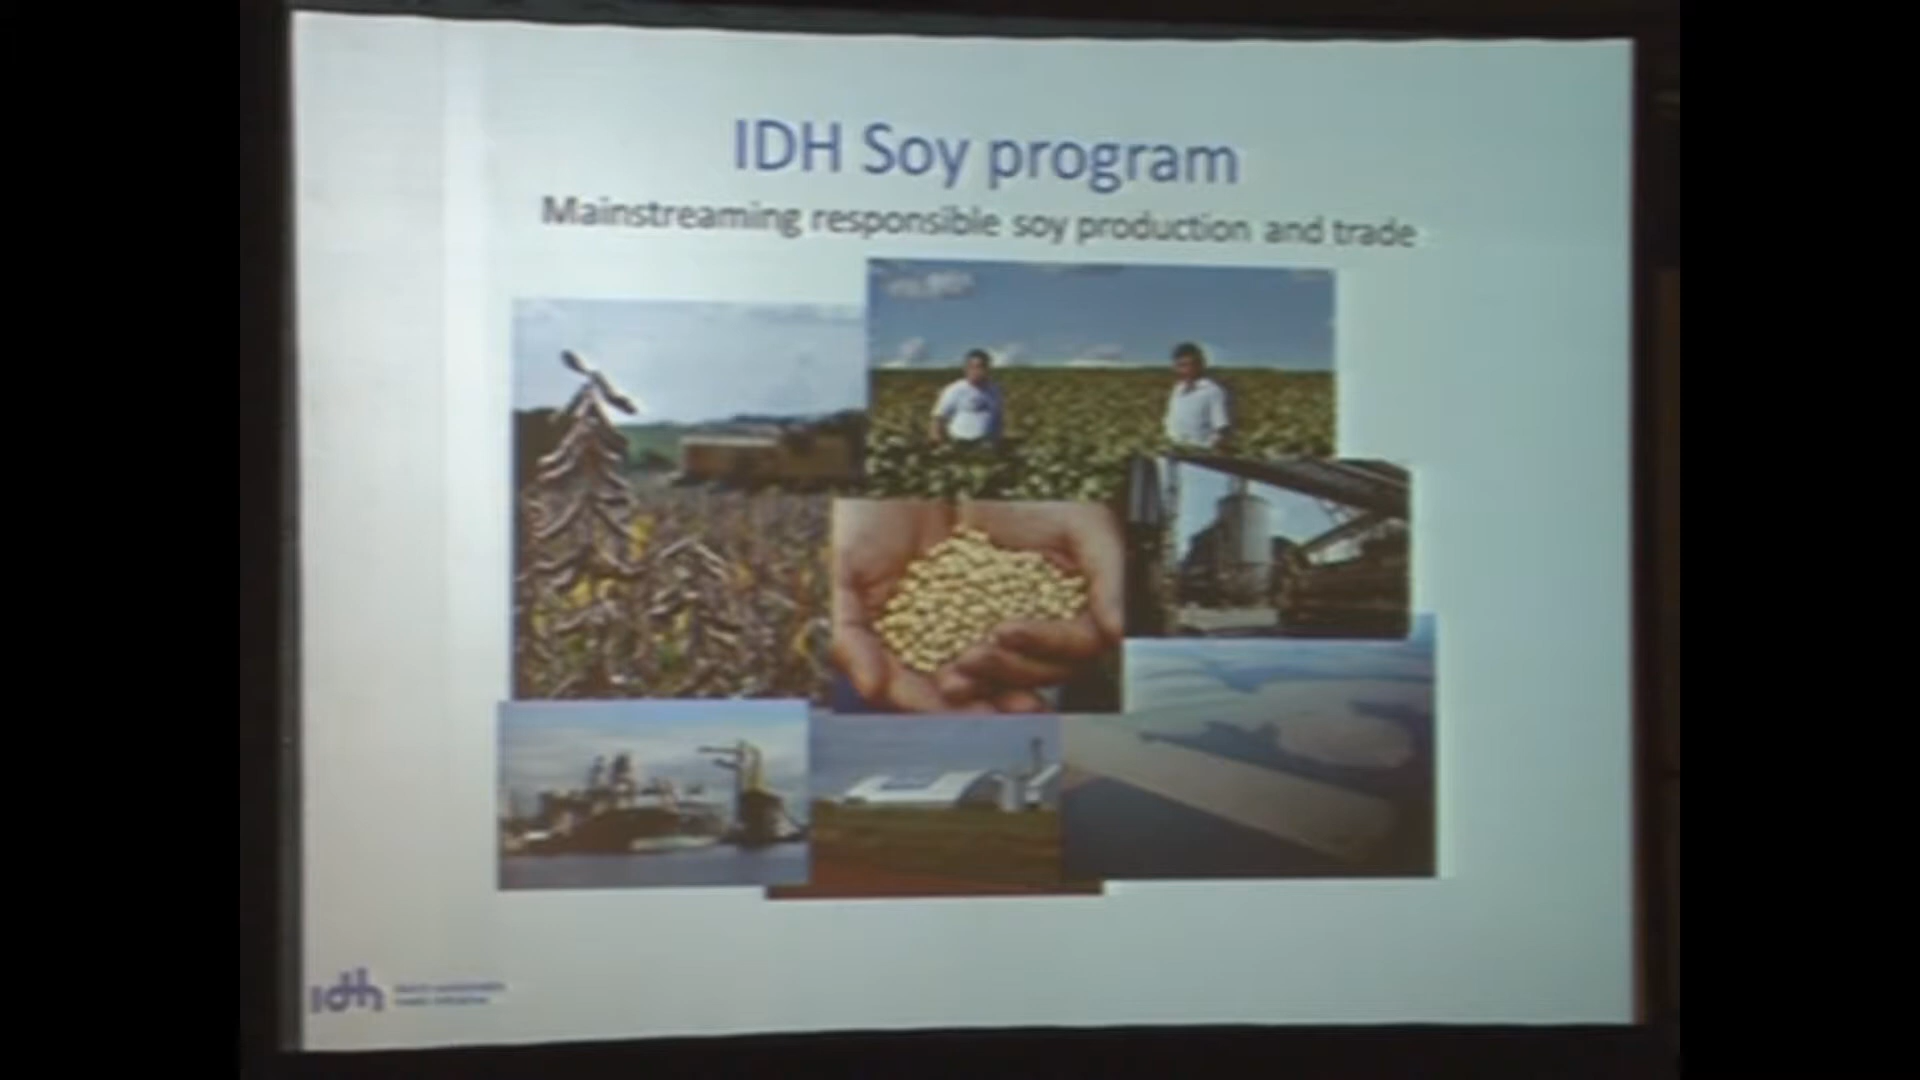 IDH Soy program
Mainstreaming responsible soy production and trade
idh